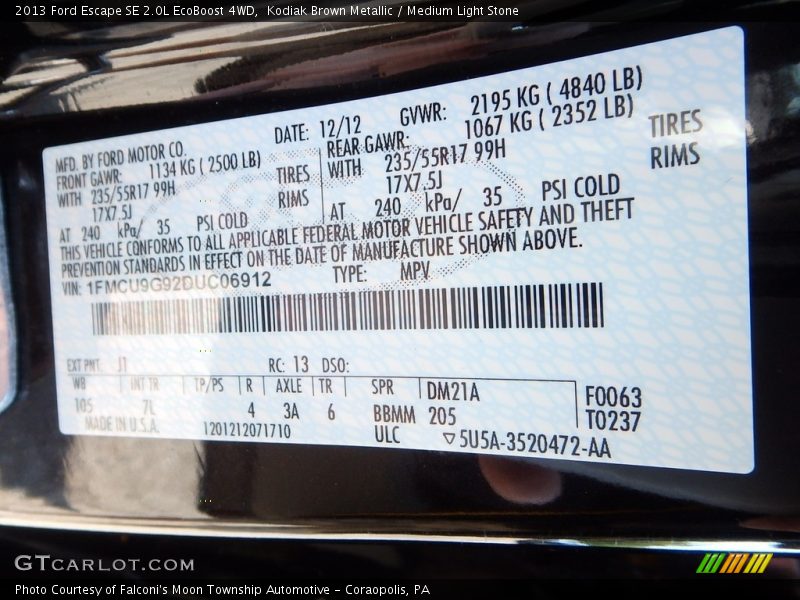 2013 Ford Escape SE 2.0L EcoBoost 4WD,  Kodiak Brown Metallic / Medium Light Stone
MFD. BY FORD MOTOR CO. DATE: 12/12 GVWR: 2195 KG ( 4840 LB)
FRONT GAWR: 1134 KG ( 2500 LB) REAR GAWR: 1067 KG ( 2352 LB)
WITH 235/55R17 99H TIRES WITH 235/55R17 99H TIRES
17X7.5J RIMS 17X7.5J RIMS
AT 240 kPa/ 35 PSI COLD AT 240 kPa/ 35 PSI COLD
THIS VEHICLE CONFORMS TO ALL APPLICABLE FEDERAL MOTOR VEHICLE SAFETY AND THEFT
PREVENTION STANDARDS IN EFFECT ON THE DATE OF MANUFACTURE SHOWN ABOVE.
VIN: 1FMCU9G92DUC06912 TYPE: MPV
EXT PNT: J1 RC: 13 DSO:
WB INT TR TP/PS R AXLE TR SPR DM21A F0063
105 7L 4 3A 6 BBMM 205 T0237
MADE IN U.S.A. 1201212071710 ULC ▽5U5A-3520472-AA
GTCARLOT.COM
Photo Courtesy of Falconi's Moon Township Automotive - Coraopolis, PA